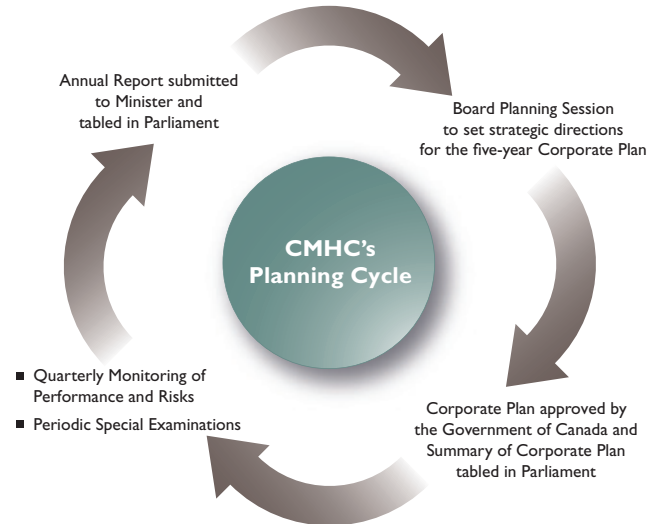 Annual Report submitted
to Minister and
tabled in Parliament
Board Planning Session
to set strategic directions
for the five-year Corporate Plan
CMHC's
Planning Cycle
■ Quarterly Monitoring of
Performance and Risks
■ Periodic Special Examinations
Corporate Plan approved by
the Government of Canada and
Summary of Corporate Plan
tabled in Parliament